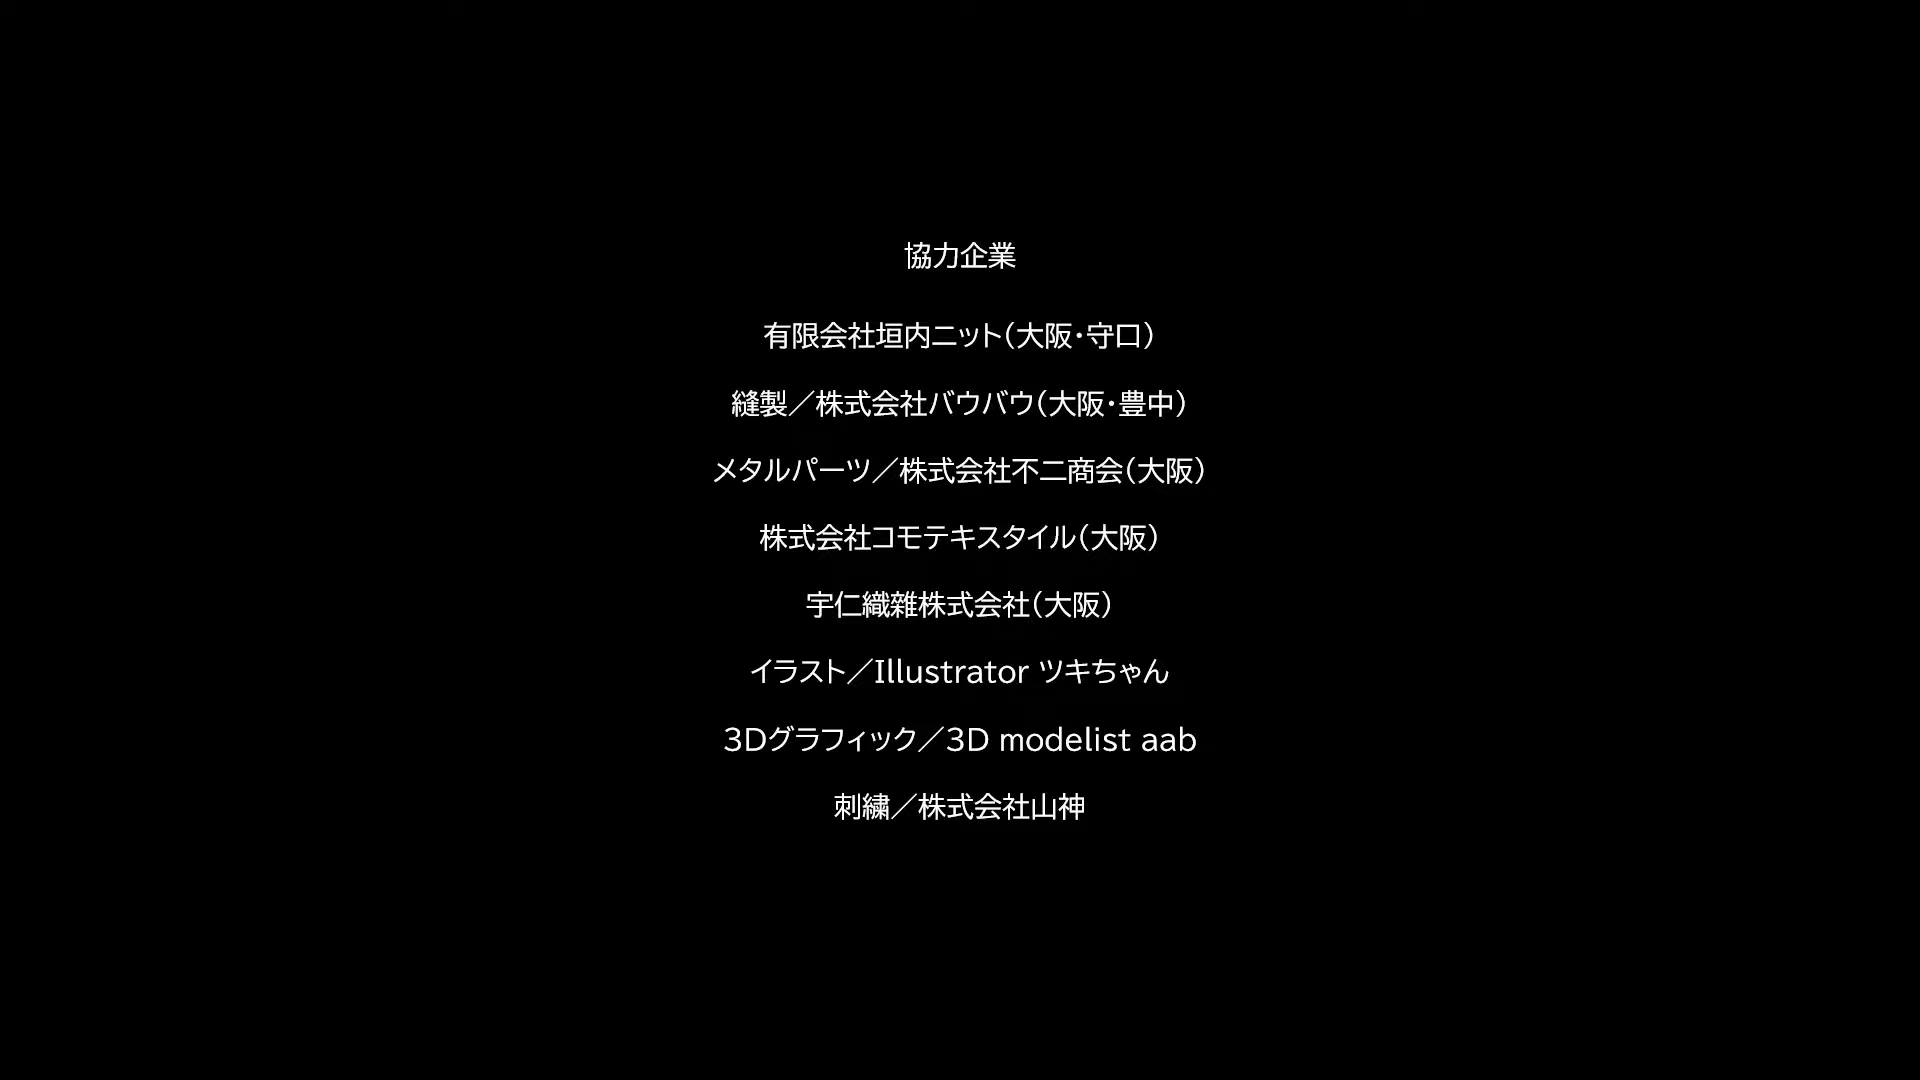 協力企業
有限会社垣内ニット（大阪・守口）
縫製／株式会社バウバウ（大阪・豊中）
メタルパーツ／株式会社不二商会（大阪）
株式会社コモテキスタイル（大阪）
宇仁織雜株式会社（大阪）
イラスト／Illustrator ツキちゃん
3Dグラフィック／3D modelist aab
刺繍／株式会社山神